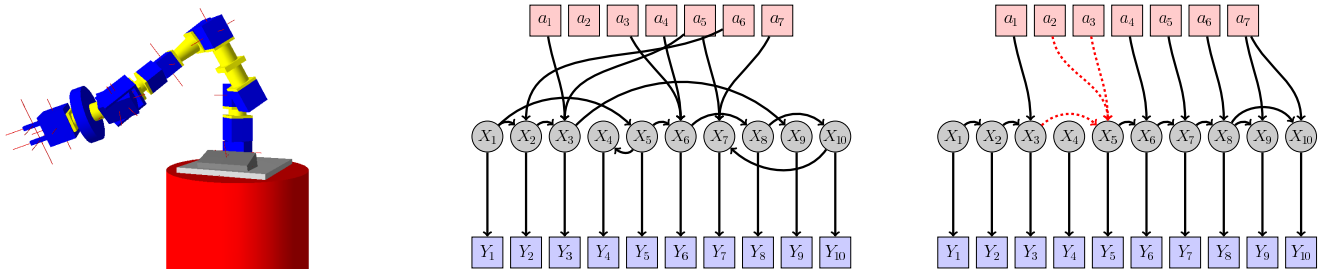 a₁ a₂ a₃ a₄ a₅ a₆ a₇
X₁ X₂ X₃ X₄ X₅ X₆ X₇ X₈ X₉ X₁₀
Y₁ Y₂ Y₃ Y₄ Y₅ Y₆ Y₇ Y₈ Y₉ Y₁₀
a₁ a₂ a₃ a₄ a₅ a₆ a₇
X₁ X₂ X₃ X₄ X₅ X₆ X₇ X₈ X₉ X₁₀
Y₁ Y₂ Y₃ Y₄ Y₅ Y₆ Y₇ Y₈ Y₉ Y₁₀